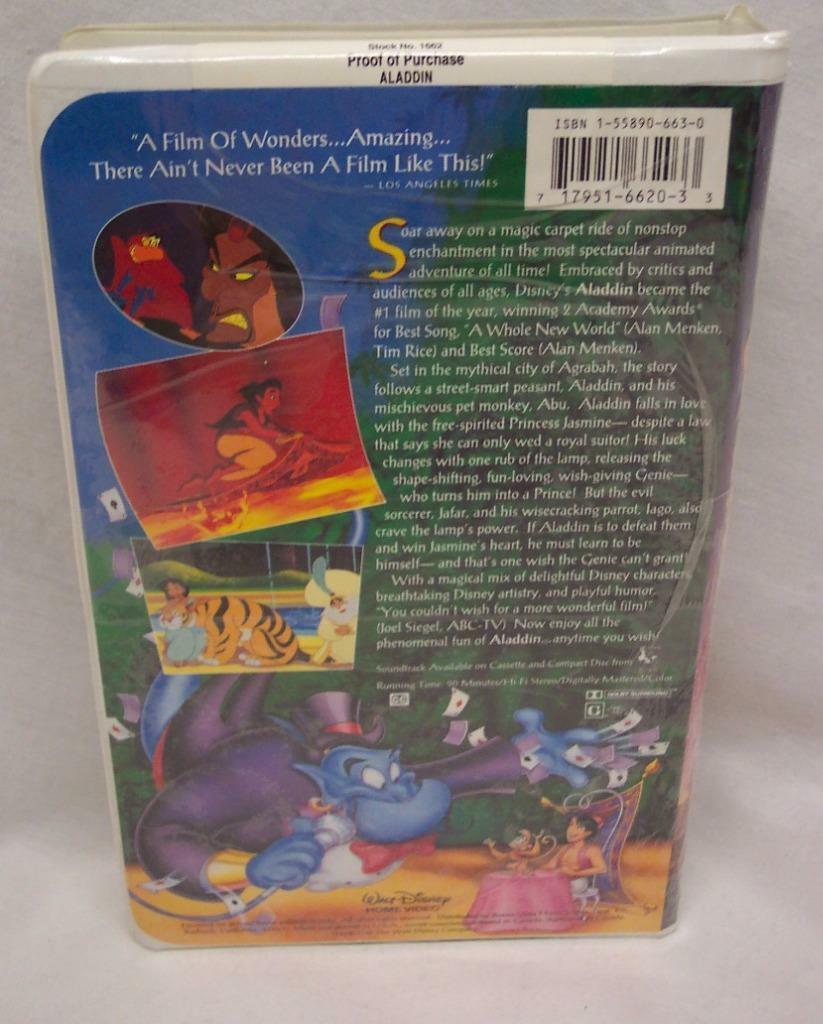 Stock No. 1662
Proof of Purchase
ALADDIN
"A Film Of Wonders...Amazing...
There Ain't Never Been A Film Like This!"
— LOS ANGELES TIMES
ISBN 1-55890-663-0
7 17951-6620-3 3
Soar away on a magic carpet ride of nonstop
enchantment in the most spectacular animated
adventure of all time! Embraced by critics and
audiences of all ages, Disney's Aladdin became the
#1 film of the year, winning 2 Academy Awards®
for Best Song, "A Whole New World" (Alan Menken,
Tim Rice) and Best Score (Alan Menken).
Set in the mythical city of Agrabah, the story
follows a street-smart peasant, Aladdin, and his
mischievous pet monkey, Abu. Aladdin falls in love
with the free-spirited Princess Jasmine— despite a law
that says she can only wed a royal suitor! His luck
changes with one rub of the lamp, releasing the
shape-shifting, fun-loving, wish-giving Genie—
who turns him into a Prince! But the evil
sorcerer, Jafar, and his wisecracking parrot, Iago, also
crave the lamp's power. If Aladdin is to defeat them
and win Jasmine's heart, he must learn to be
himself— and that's one wish the Genie can't grant!
With a magical mix of delightful Disney characters,
breathtaking Disney artistry, and playful humor,
"You couldn't wish for a more wonderful film!"
(Joel Siegel, ABC-TV) Now enjoy all the
phenomenal fun of Aladdin...anytime you wish!
Soundtrack Available on Cassette and Compact Disc from
Running Time: 90 Minutes/Hi-Fi Stereo/Digitally Mastered/Color
CC
DOLBY SURROUND
G
Walt Disney
HOME VIDEO